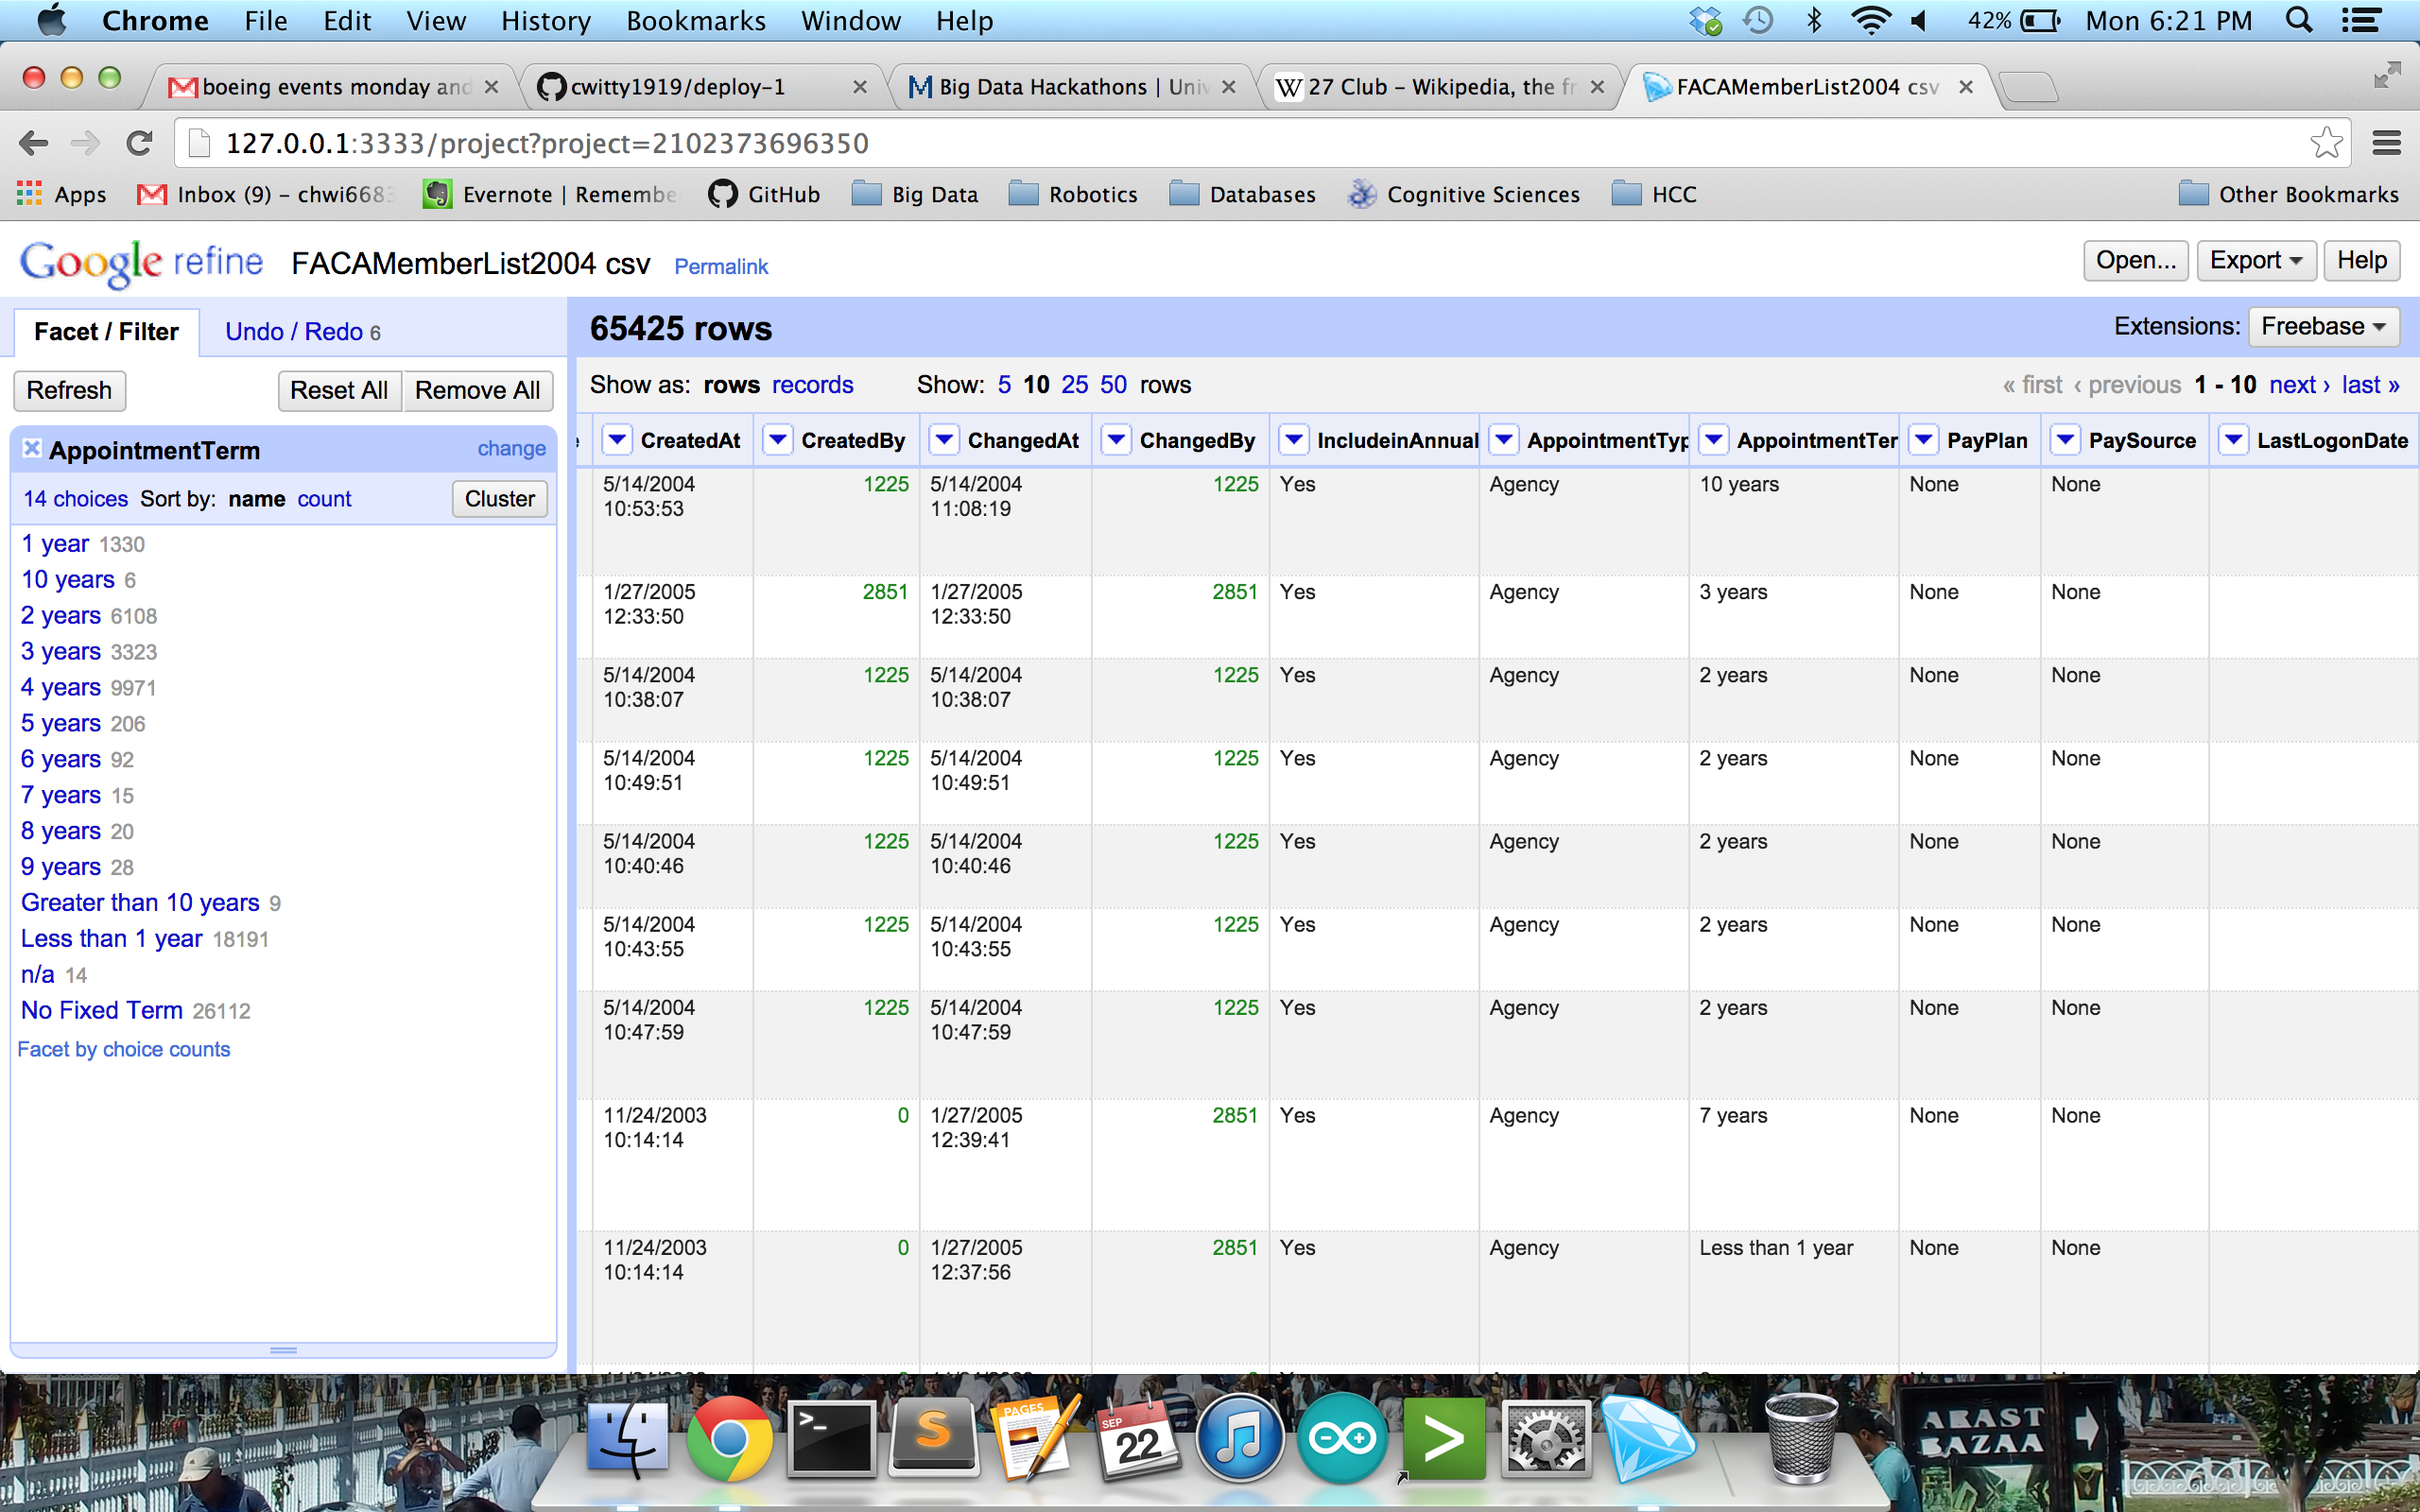 Chrome File Edit View History Bookmarks Window Help 42% Mon 6:21 PM
boeing events monday and cwitty1919/deploy-1 Big Data Hackathons | Univ 27 Club – Wikipedia, the fr FACAMemberList2004 csv
127.0.0.1:3333/project?project=2102373696350
Apps Inbox (9) – chwi6683 Evernote | Remembe GitHub Big Data Robotics Databases Cognitive Sciences HCC Other Bookmarks
Google refine FACAMemberList2004 csv Permalink Open... Export Help
Facet / Filter Undo / Redo 6 65425 rows Extensions: Freebase
Refresh Reset All Remove All Show as: rows records Show: 5 10 25 50 rows « first ‹ previous 1 - 10 next › last »
AppointmentTerm change
14 choices Sort by: name count Cluster
1 year 1330
10 years 6
2 years 6108
3 years 3323
4 years 9971
5 years 206
6 years 92
7 years 15
8 years 20
9 years 28
Greater than 10 years 9
Less than 1 year 18191
n/a 14
No Fixed Term 26112
Facet by choice counts
CreatedAt CreatedBy ChangedAt ChangedBy IncludeinAnnual AppointmentTyp AppointmentTer PayPlan PaySource LastLogonDate
5/14/2004 1225 5/14/2004 1225 Yes Agency 10 years None None
10:53:53 11:08:19
1/27/2005 2851 1/27/2005 2851 Yes Agency 3 years None None
12:33:50 12:33:50
5/14/2004 1225 5/14/2004 1225 Yes Agency 2 years None None
10:38:07 10:38:07
5/14/2004 1225 5/14/2004 1225 Yes Agency 2 years None None
10:49:51 10:49:51
5/14/2004 1225 5/14/2004 1225 Yes Agency 2 years None None
10:40:46 10:40:46
5/14/2004 1225 5/14/2004 1225 Yes Agency 2 years None None
10:43:55 10:43:55
5/14/2004 1225 5/14/2004 1225 Yes Agency 2 years None None
10:47:59 10:47:59
11/24/2003 0 1/27/2005 2851 Yes Agency 7 years None None
10:14:14 12:39:41
11/24/2003 0 1/27/2005 2851 Yes Agency Less than 1 year None None
10:14:14 12:37:56
PAGES
SEP
22
ARAST
BAZAA